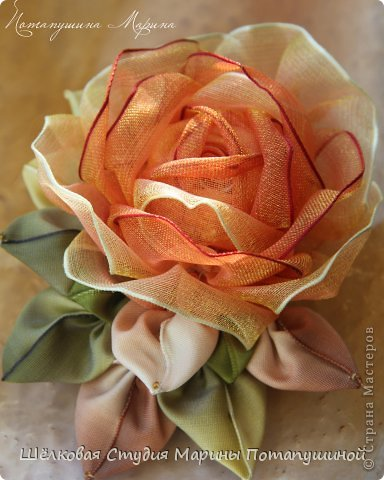 Потапушина Марина
© Страна Мастеров
Шёлковая Студия Марины Потапушиной